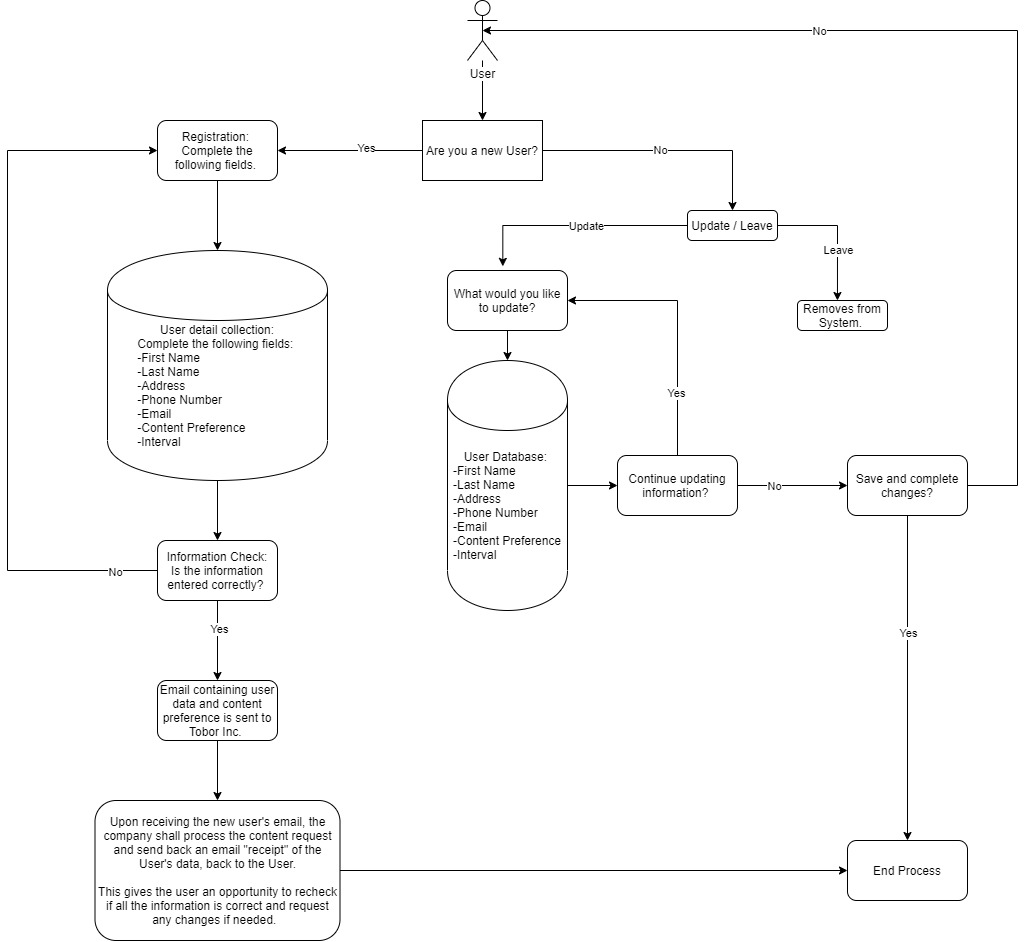 No
User
Registration:
Complete the
following fields.
Yes
Are you a new User?
No
Update
Update / Leave
Leave
What would you like
to update?
Removes from
System.
User detail collection:
Complete the following fields:
-First Name
-Last Name
-Address
-Phone Number
-Email
-Content Preference
-Interval
Yes
User Database:
-First Name
-Last Name
-Address
-Phone Number
-Email
-Content Preference
-Interval
Continue updating
information?
No
Save and complete
changes?
Information Check:
Is the information
entered correctly?
No
Yes
Yes
Email containing user
data and content
preference is sent to
Tobor Inc.
Upon receiving the new user's email, the
company shall process the content request
and send back an email "receipt" of the
User's data, back to the User.
This gives the user an opportunity to recheck
if all the information is correct and request
any changes if needed.
End Process